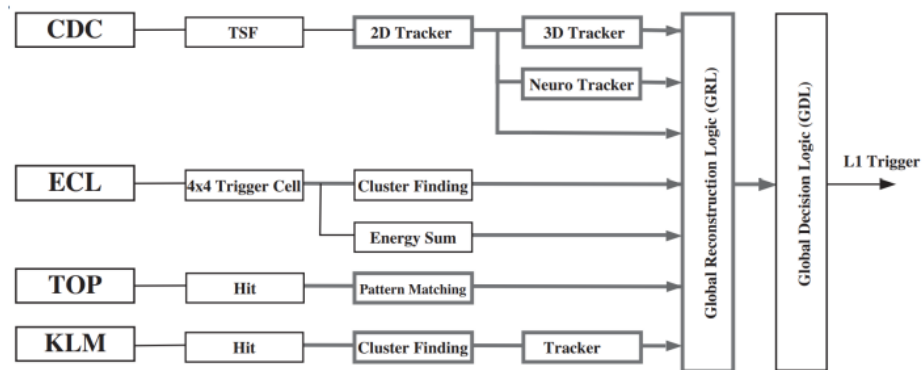 CDC
TSF
2D Tracker
3D Tracker
Neuro Tracker
ECL
4x4 Trigger Cell
Cluster Finding
Energy Sum
TOP
Hit
Pattern Matching
KLM
Hit
Cluster Finding
Tracker
Global Reconstruction Logic (GRL)
Global Decision Logic (GDL)
L1 Trigger